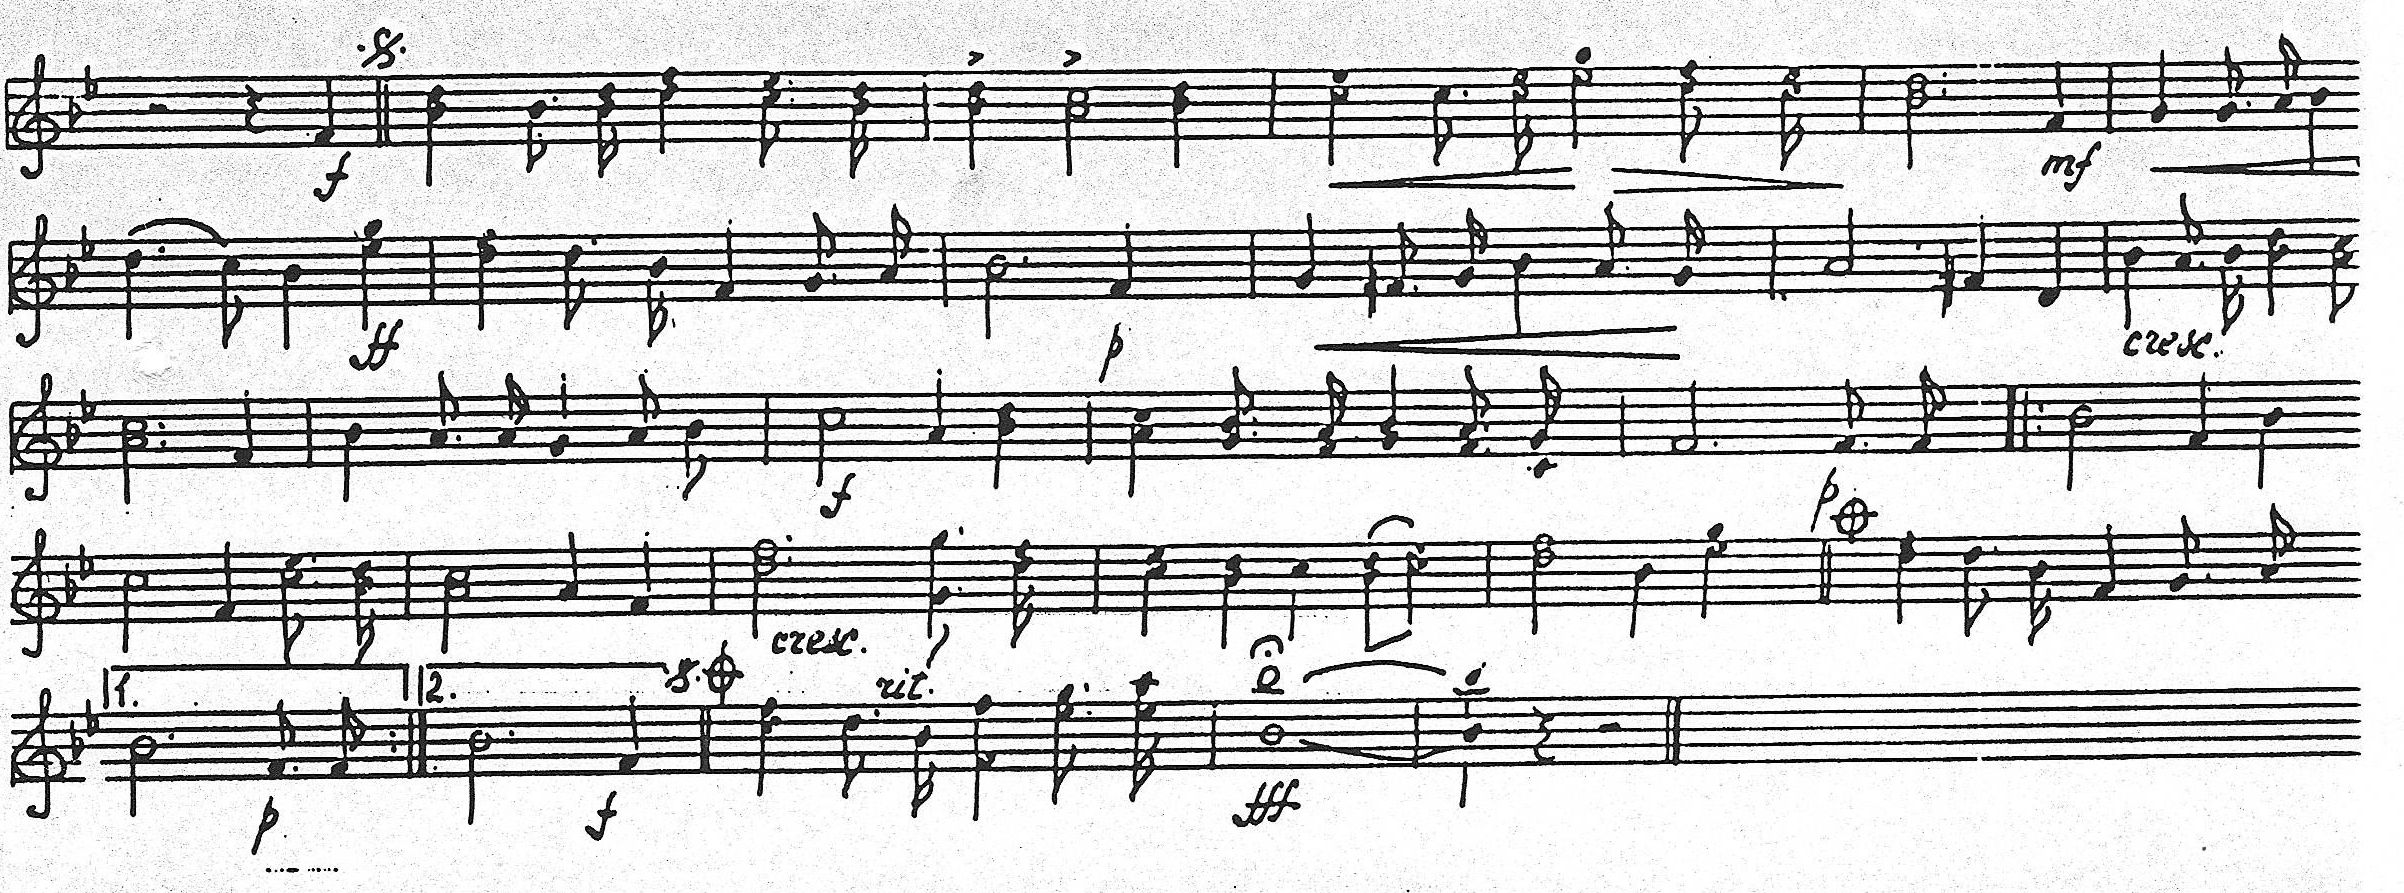 f mf
ff p cresc.
f p
cresc.
1. 2. rit.
p f fff